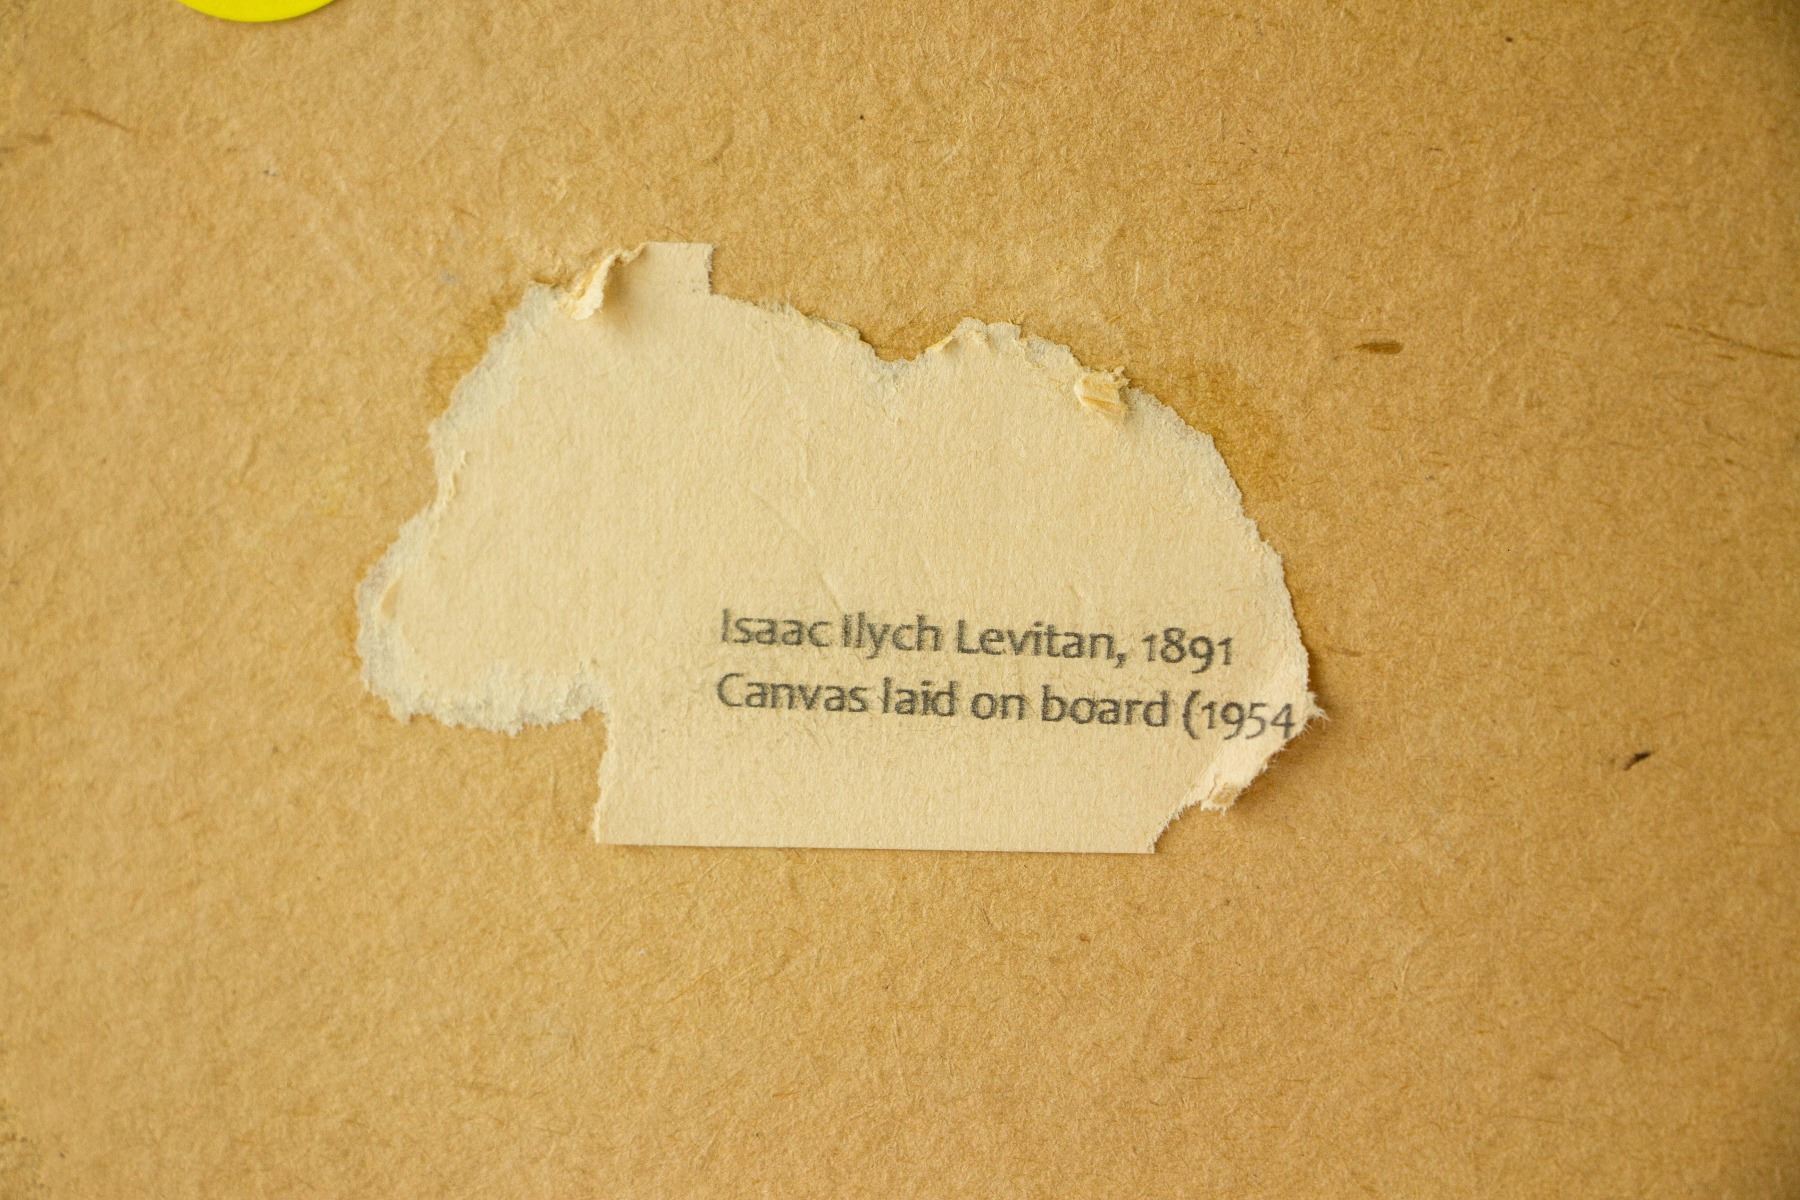 Isaac Ilych Levitan, 1891
Canvas laid on board (1954